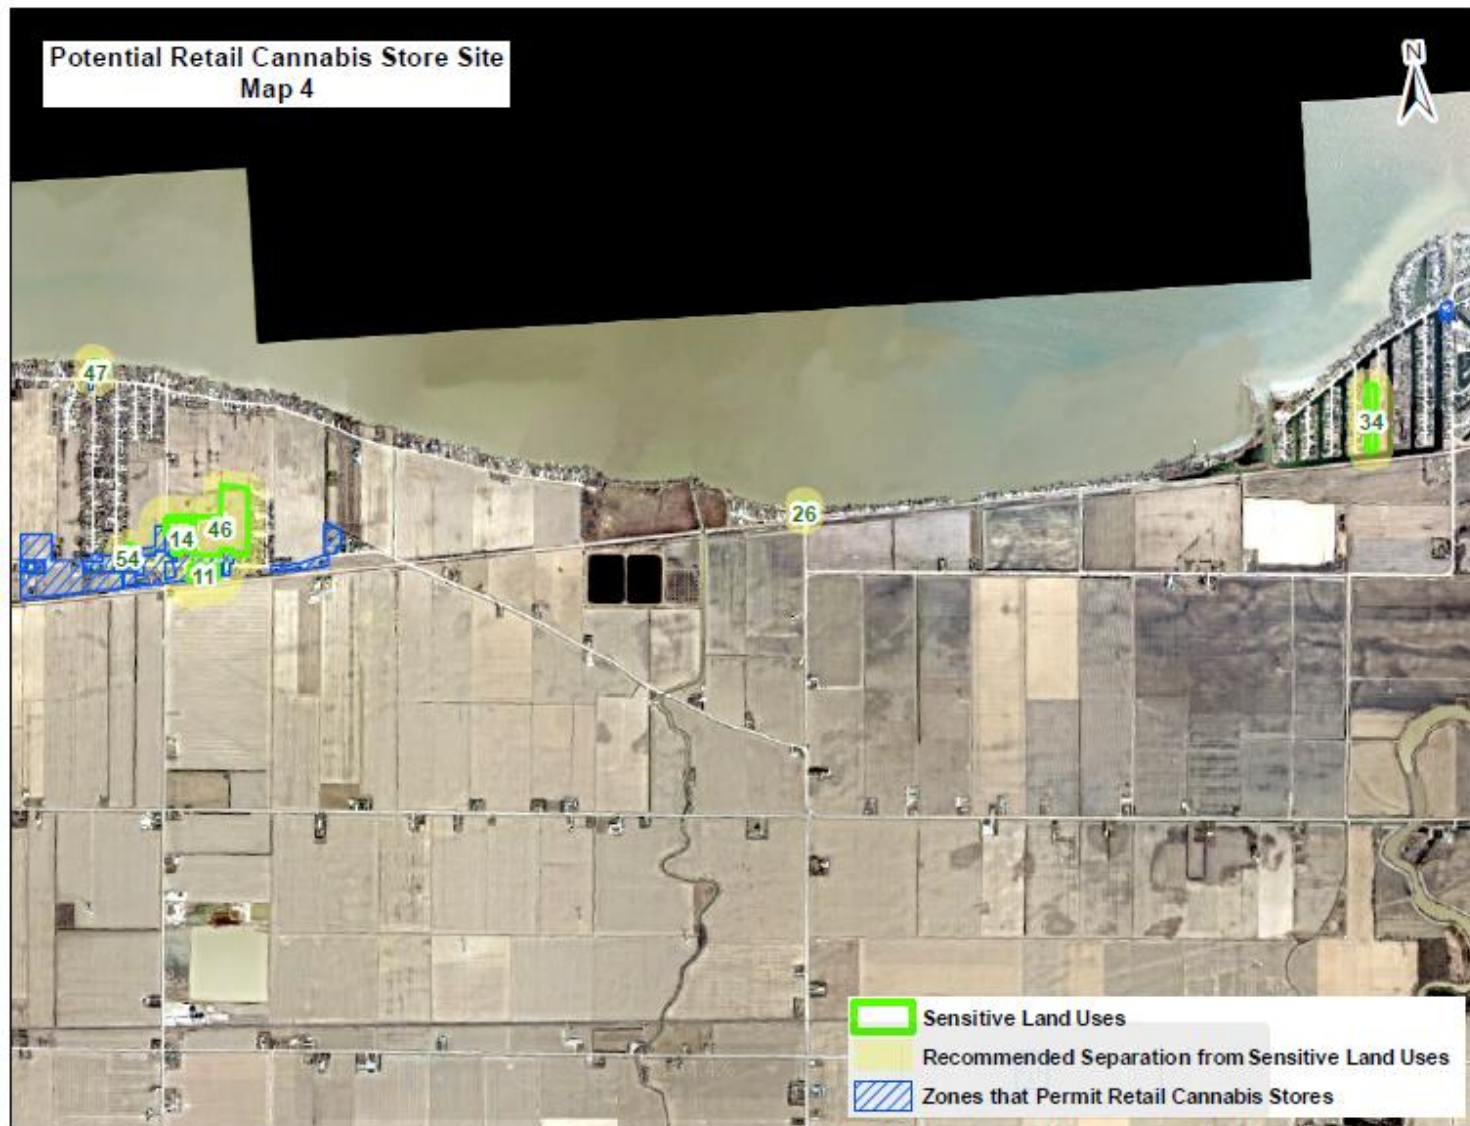 Potential Retail Cannabis Store Site
Map 4
N
47
34
26
46
14
54
11
Sensitive Land Uses
Recommended Separation from Sensitive Land Uses
Zones that Permit Retail Cannabis Stores